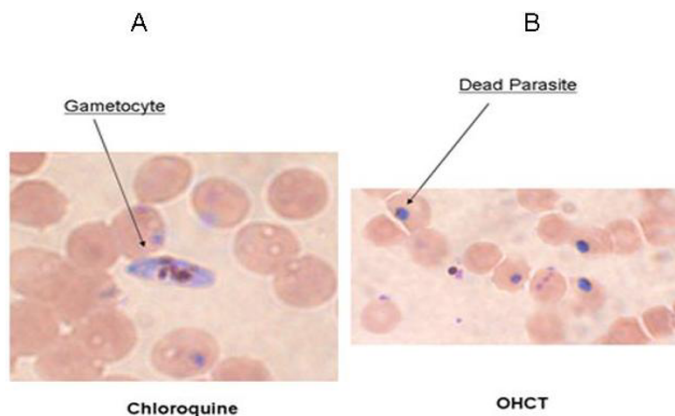 A
B
Gametocyte
Dead Parasite
Chloroquine
OHCT